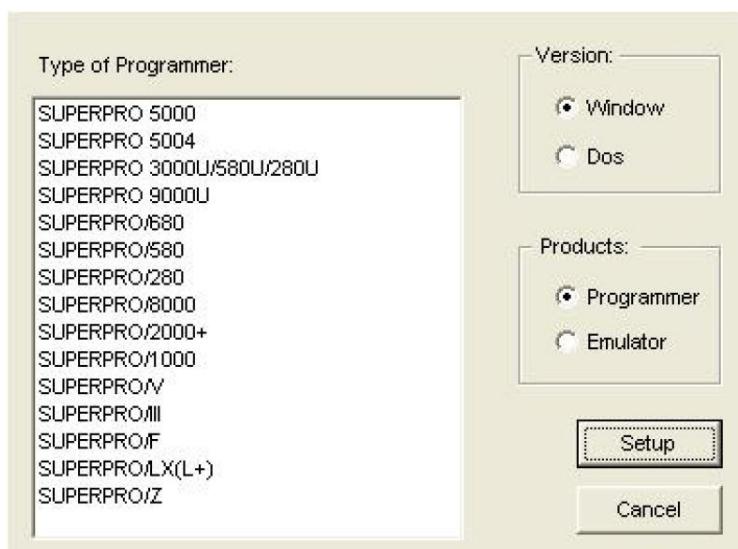 Type of Programmer:
SUPERPRO 5000
SUPERPRO 5004
SUPERPRO 3000U/580U/280U
SUPERPRO 9000U
SUPERPRO/680
SUPERPRO/580
SUPERPRO/280
SUPERPRO/8000
SUPERPRO/2000+
SUPERPRO/1000
SUPERPRO/V
SUPERPRO/III
SUPERPRO/F
SUPERPRO/LX(L+)
SUPERPRO/Z
Version:
Window
Dos
Products:
Programmer
Emulator
Setup
Cancel